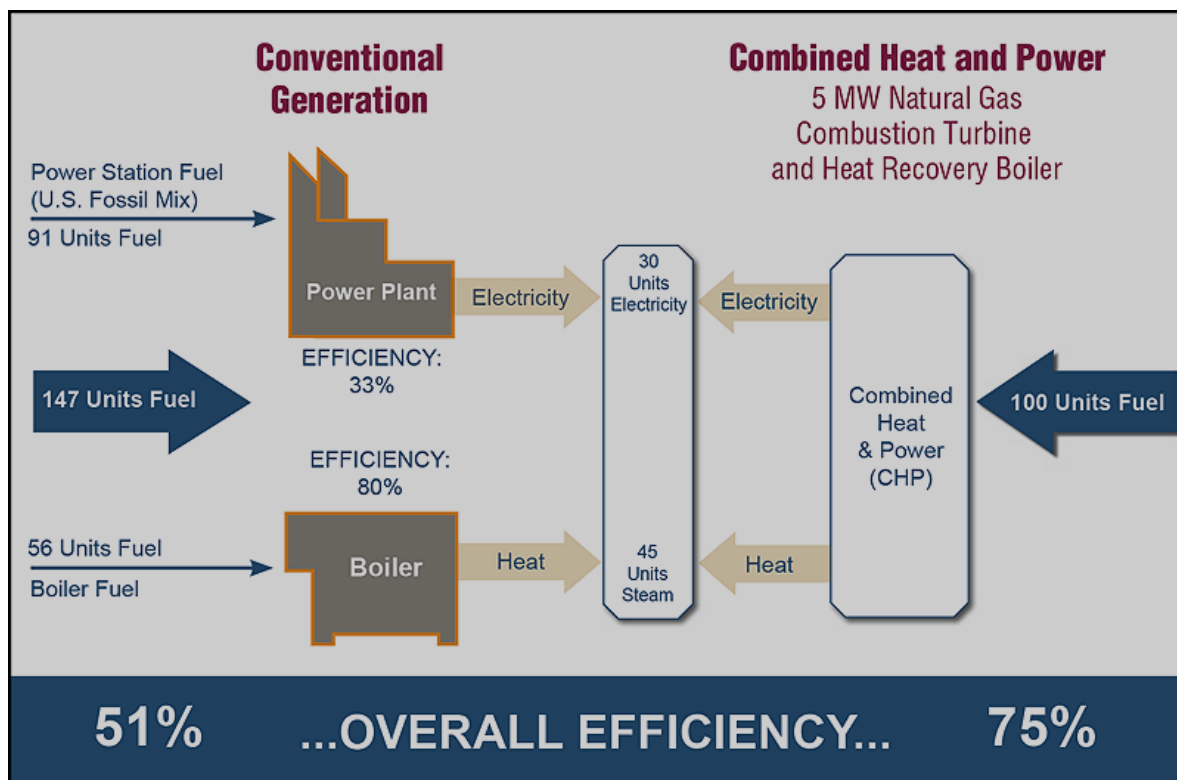 Conventional
Generation
Combined Heat and Power
5 MW Natural Gas
Combustion Turbine
and Heat Recovery Boiler
Power Station Fuel
(U.S. Fossil Mix)
91 Units Fuel
Power Plant
Electricity
30
Units
Electricity
Electricity
EFFICIENCY:
33%
147 Units Fuel
Combined
Heat
& Power
(CHP)
100 Units Fuel
EFFICIENCY:
80%
56 Units Fuel
Boiler Fuel
Boiler
Heat
45
Units
Steam
Heat
51% ...OVERALL EFFICIENCY... 75%